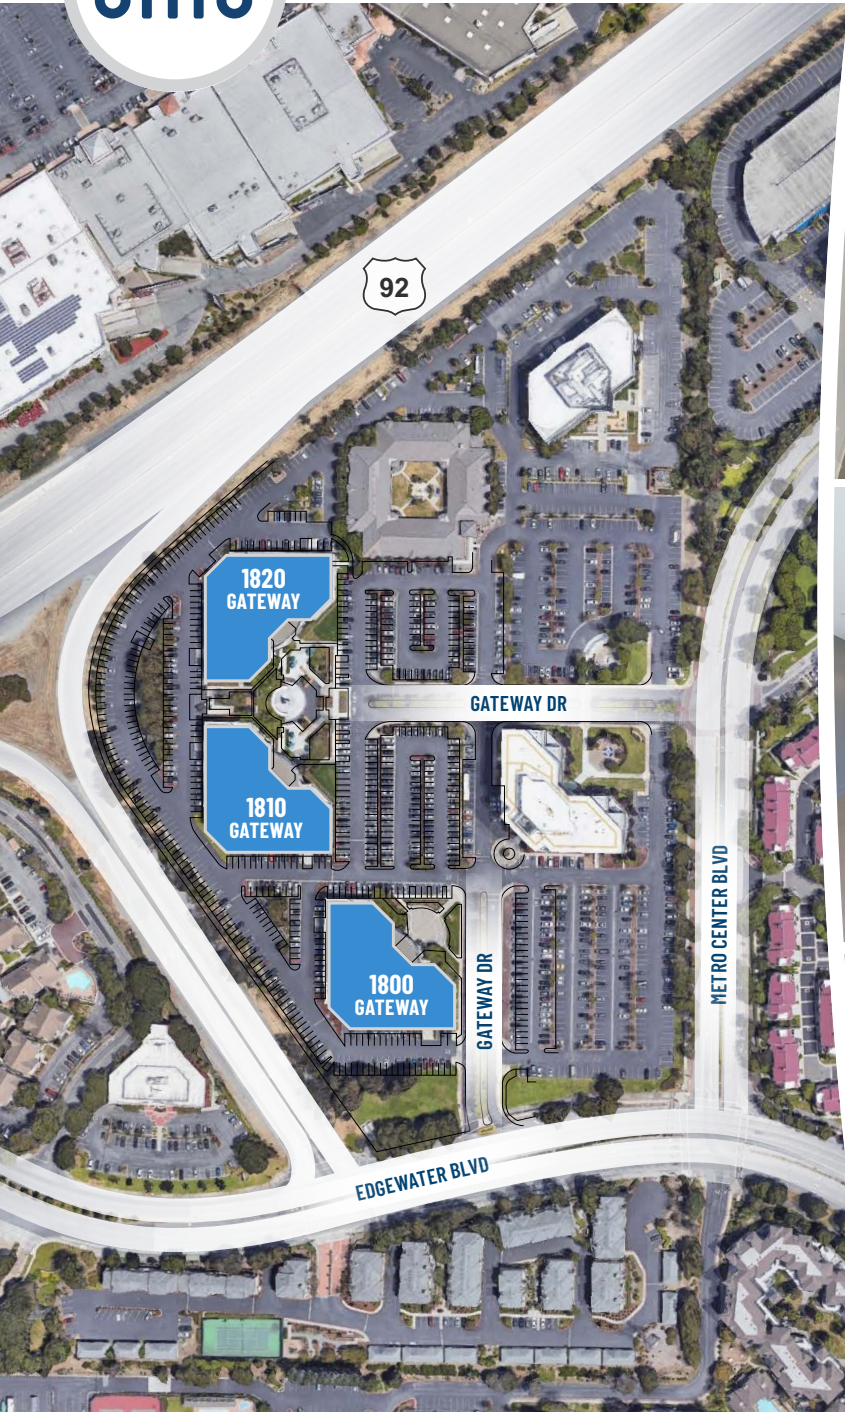 92
1820
GATEWAY
GATEWAY DR
1810
GATEWAY
METRO CENTER BLVD
1800
GATEWAY
GATEWAY DR
EDGEWATER BLVD